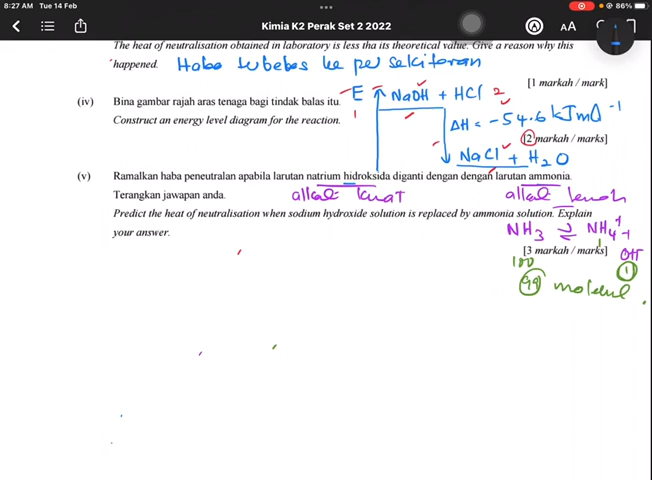 8:27 AM Tue 14 Feb
86%
Kimia K2 Perak Set 2 2022
AA
The heat of neutralisation obtained in laboratory is less tha its theoretical value. Give a reason why this
happened. Haba terbebas ke persekitaran
[1 markah / mark]
(iv) Bina gambar rajah aras tenaga bagi tindak balas itu.
Construct an energy level diagram for the reaction.
E NaOH + HCl 2
1
ΔH = -54.6 kJmol⁻¹
[2 markah / marks]
NaCl + H₂O
(v) Ramalkan haba peneutralan apabila larutan natrium hidroksida diganti dengan dengan larutan ammonia.
Terangkan jawapan anda. alkali kuat alkali lemah
Predict the heat of neutralisation when sodium hydroxide solution is replaced by ammonia solution. Explain
your answer.
NH₃ ⇌ NH₄⁺ +
[3 markah / marks] OH⁻
100 1 1
99 molekul